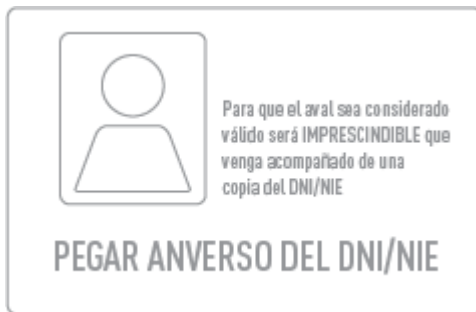 Para que el aval sea considerado
válido será IMPRESCINDIBLE que
venga acompañado de una
copia del DNI/NIE
PEGAR ANVERSO DEL DNI/NIE